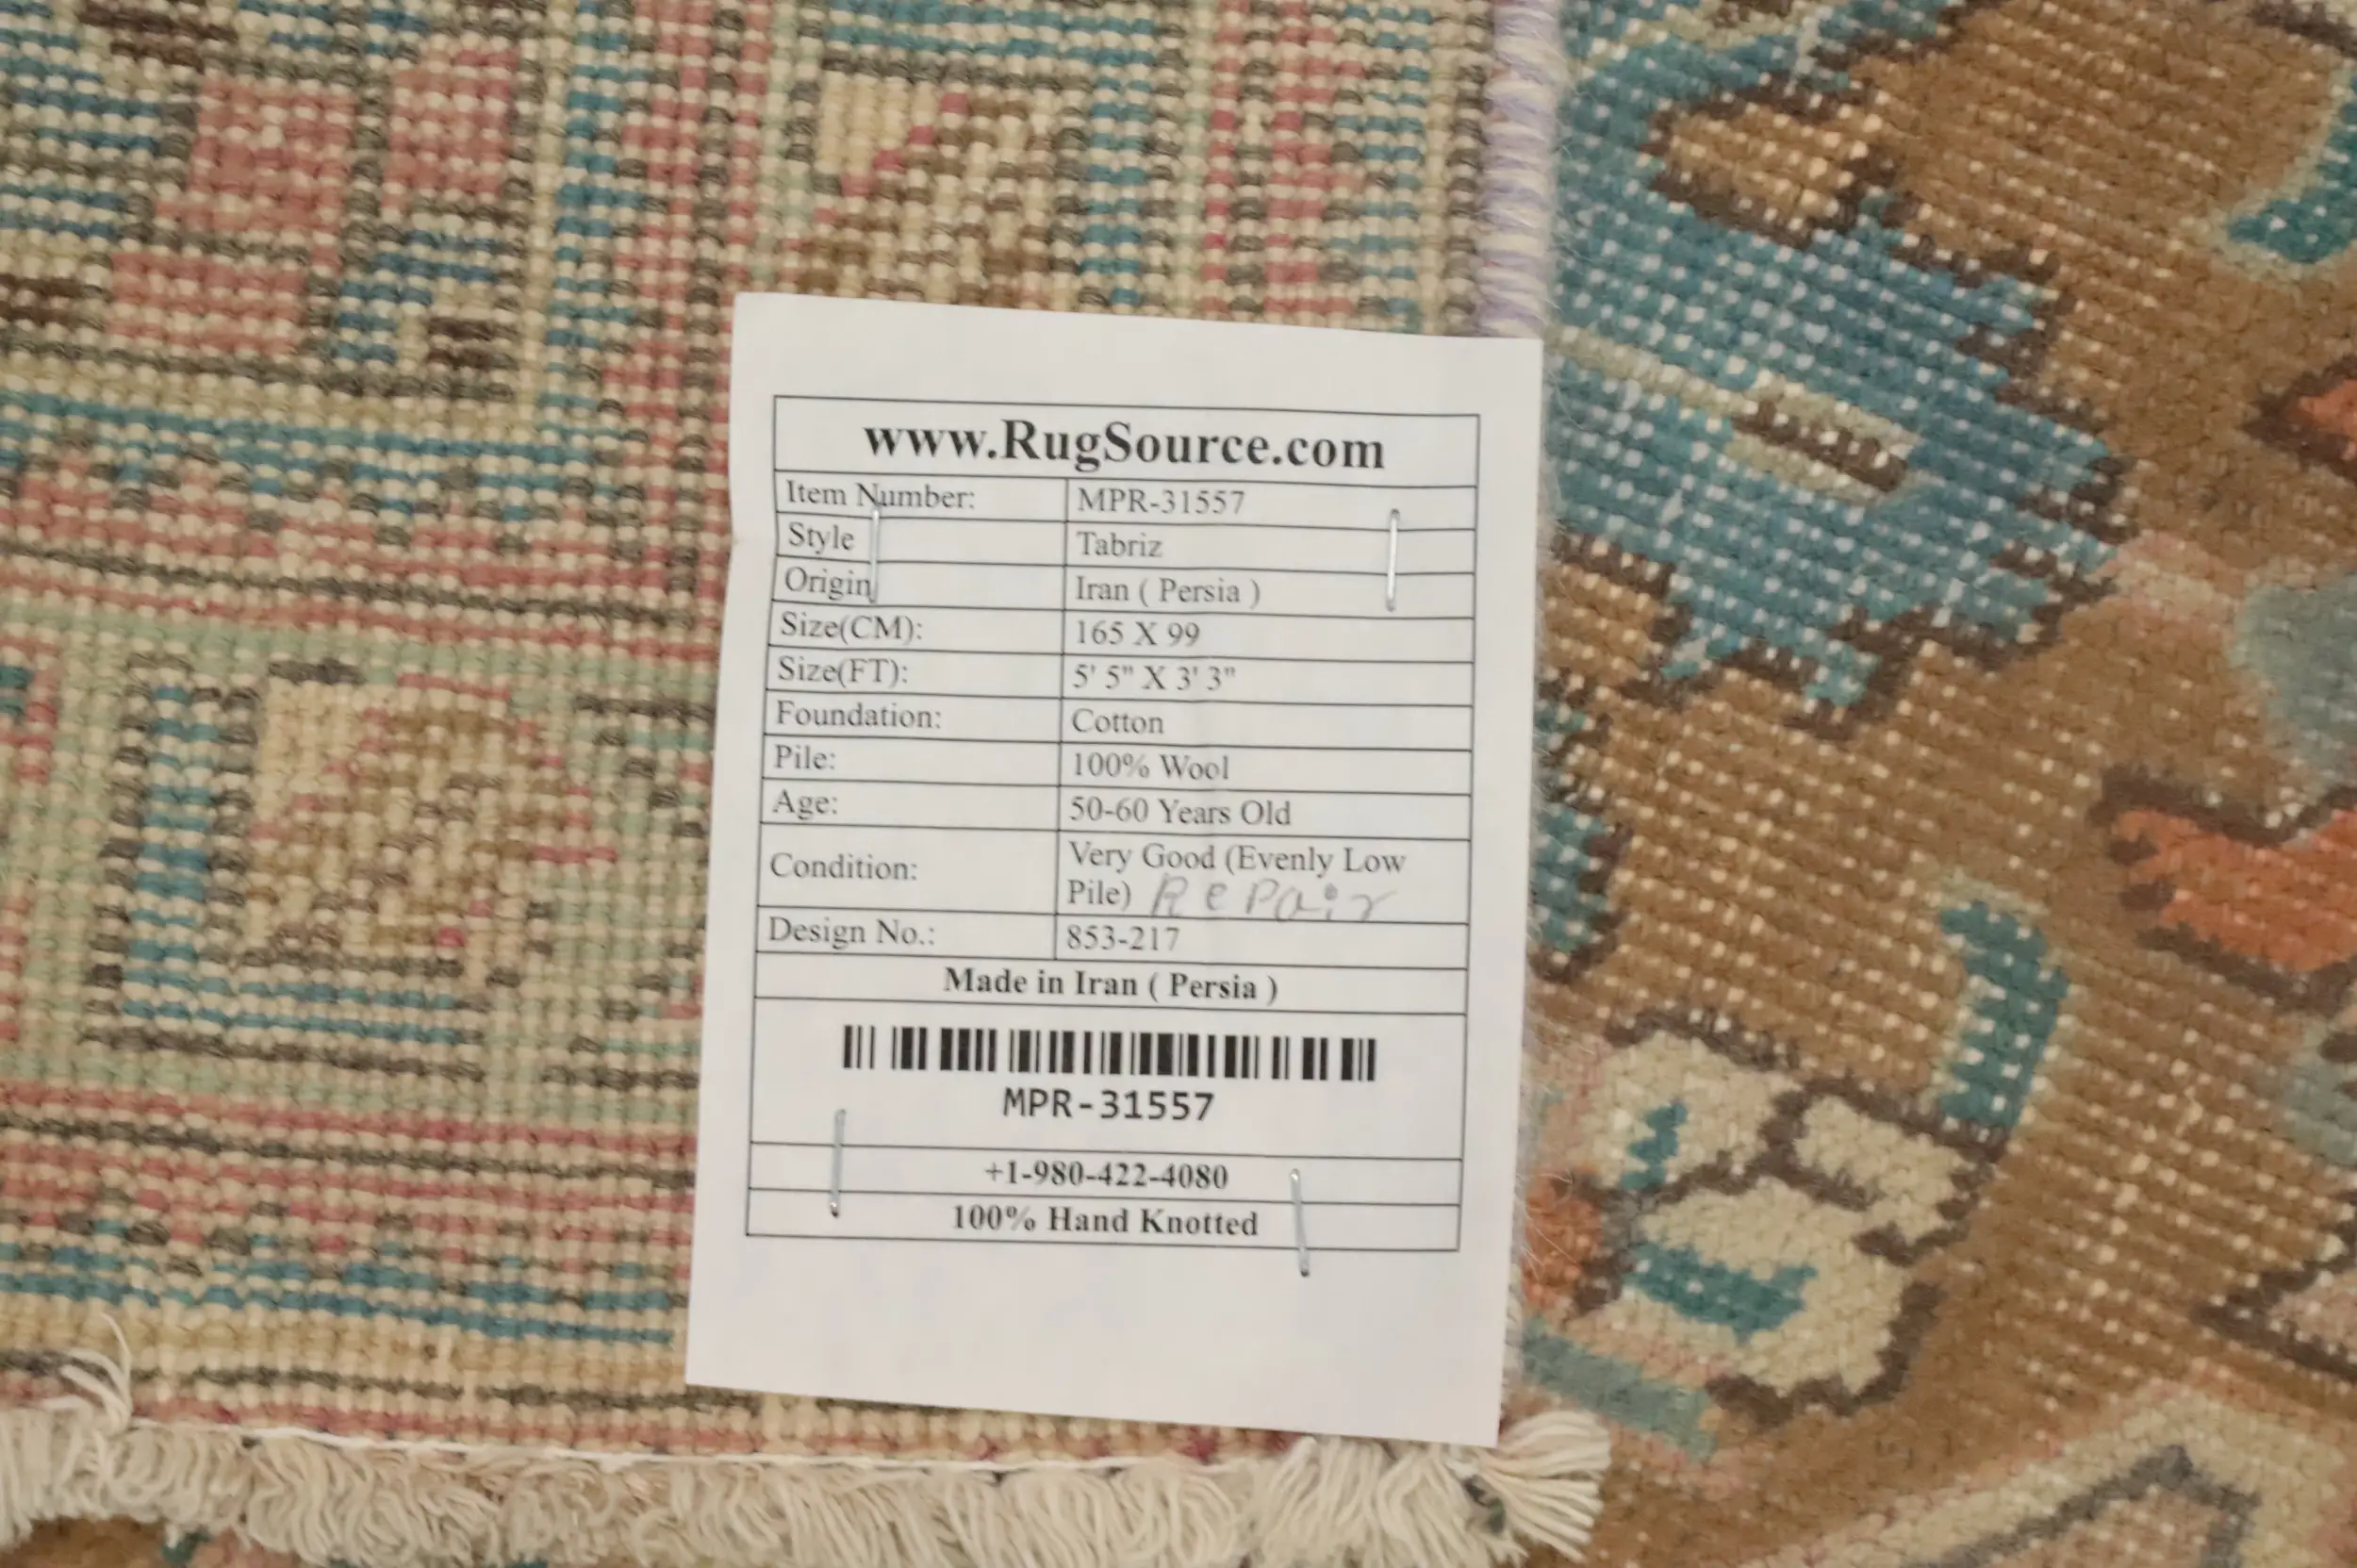 www.RugSource.com
Item Number: MPR-31557
Style Tabriz
Origin Iran ( Persia )
Size(CM): 165 X 99
Size(FT): 5' 5" X 3' 3"
Foundation: Cotton
Pile: 100% Wool
Age: 50-60 Years Old
Condition: Very Good (Evenly Low
Pile) Repair
Design No.: 853-217
Made in Iran ( Persia )
MPR-31557
+1-980-422-4080
100% Hand Knotted